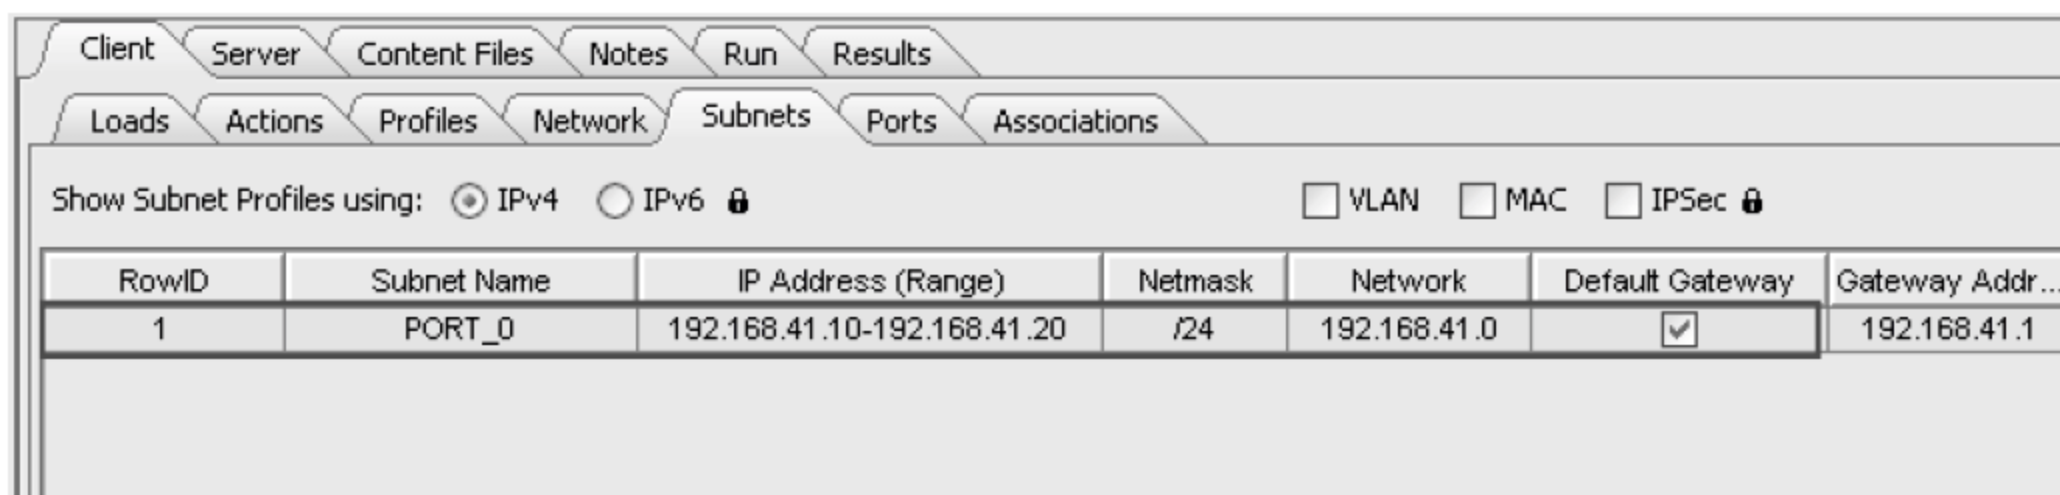 Client Server Content Files Notes Run Results
Loads Actions Profiles Network Subnets Ports Associations
Show Subnet Profiles using: IPv4 IPv6 VLAN MAC IPSec
RowID Subnet Name IP Address (Range) Netmask Network Default Gateway Gateway Addr...
1 PORT_0 192.168.41.10-192.168.41.20 /24 192.168.41.0 192.168.41.1